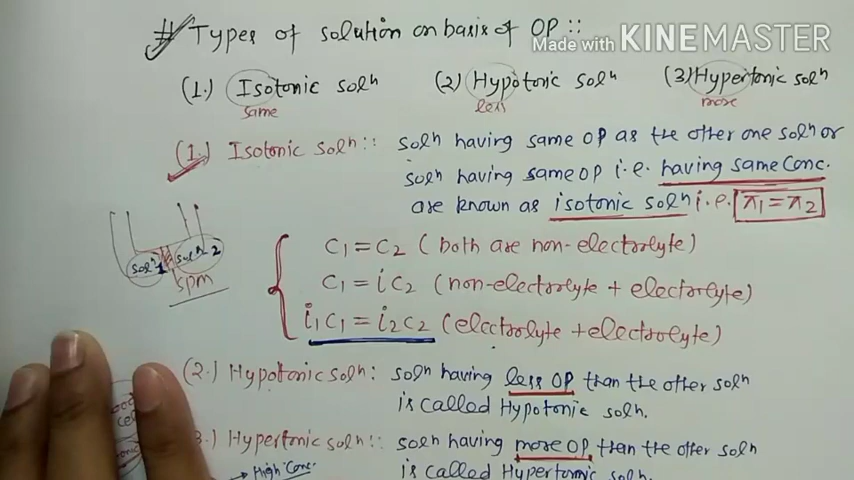 # Types of solution on basis of OP ::
Made with KINEMASTER
(1.) Isotonic solⁿ (2) Hypotonic solⁿ (3) Hypertonic solⁿ
same less more
(1.) Isotonic solⁿ :: solⁿ having same OP as the other one solⁿ or
solⁿ having same OP i.e. having same Conc.
are known as isotonic solⁿ i.e. π₁ = π₂
solⁿ 1 solⁿ 2
spm
C₁ = C₂ (both are non-electrolyte)
C₁ = i C₂ (non-electrolyte + electrolyte)
i₁C₁ = i₂C₂ (electrolyte + electrolyte)
(2.) Hypotonic solⁿ : solⁿ having less OP than the other solⁿ
is called Hypotonic solⁿ.
3.) Hypertonic solⁿ :: solⁿ having more OP than the other solⁿ
→ High 'Conc' is called Hypertonic solⁿ.